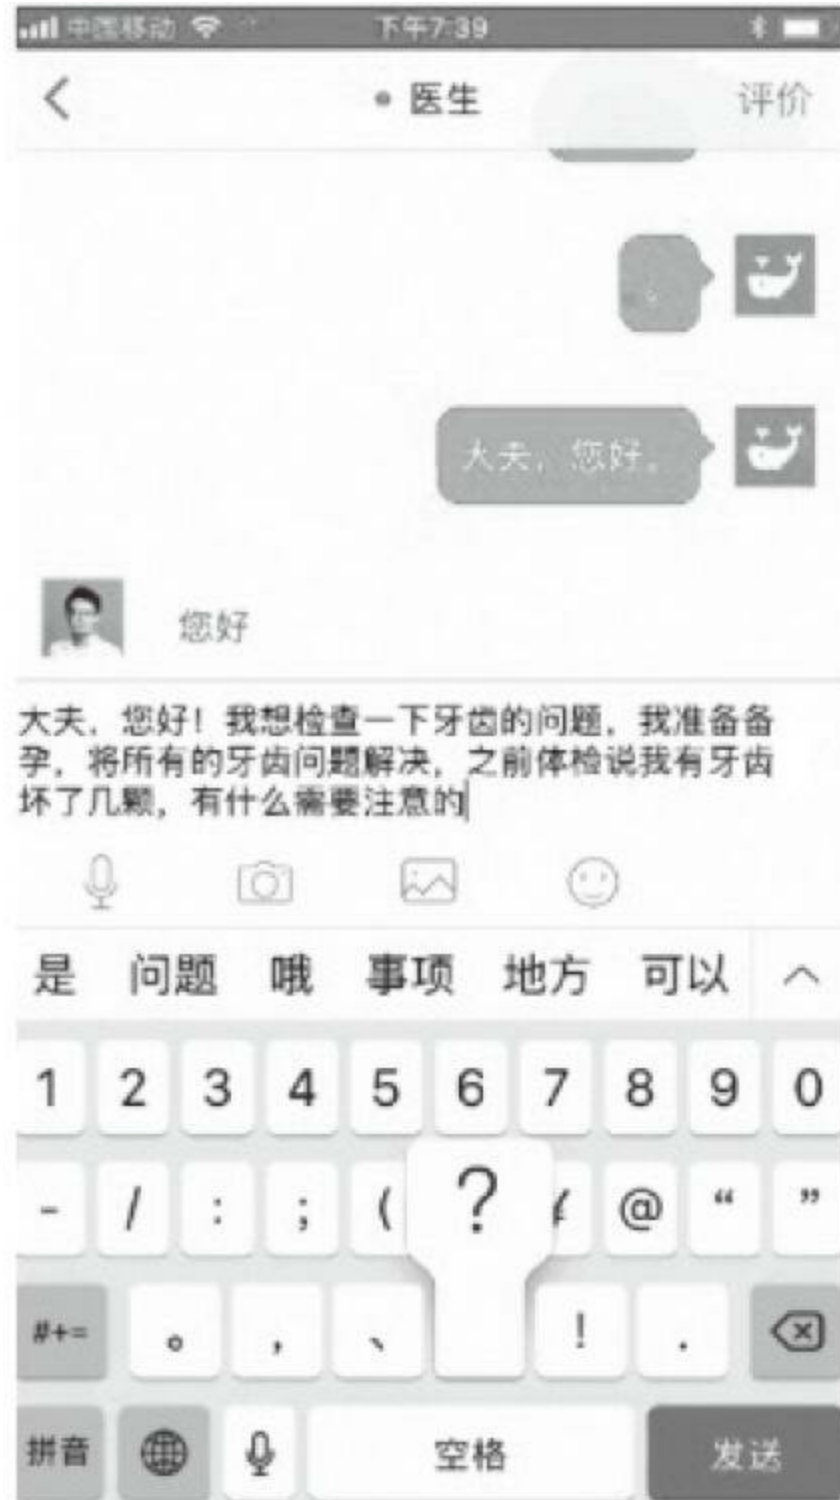 中国移动 下午7:39
医生 评价
。
大夫，您好。
您好
大夫，您好！我想检查一下牙齿的问题，我准备备
孕，将所有的牙齿问题解决，之前体检说我有牙齿
坏了几颗，有什么需要注意的
是 问题 哦 事项 地方 可以
1 2 3 4 5 6 7 8 9 0
- / : ; ( ¥ @ “ ”
#+= 。 , 、 ? ! .
拼音 空格 发送